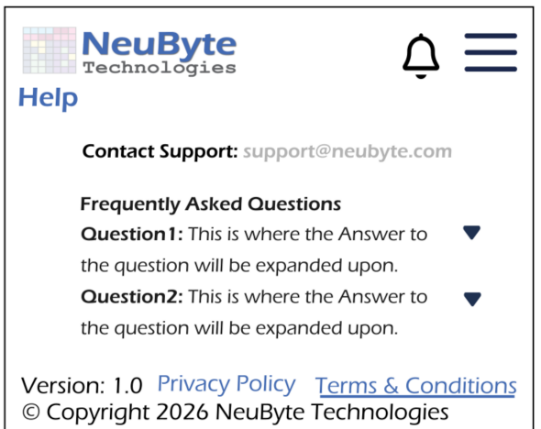 NeuByte
Technologies
Help
Contact Support: support@neubyte.com
Frequently Asked Questions
Question1: This is where the Answer to
the question will be expanded upon.
Question2: This is where the Answer to
the question will be expanded upon.
Version: 1.0 Privacy Policy Terms & Conditions
© Copyright 2026 NeuByte Technologies